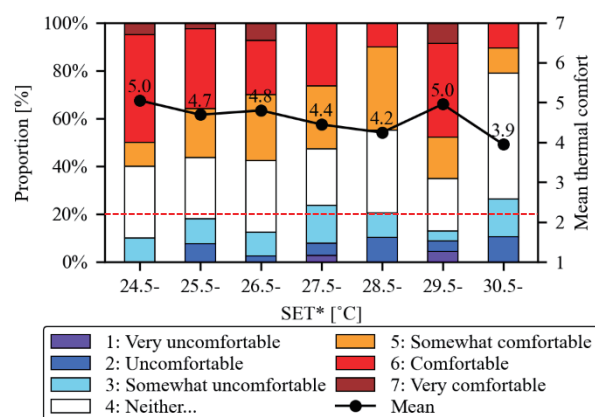 100%
80%
60%
40%
20%
0%
Proportion [%]
7
6
5
4
3
2
1
Mean thermal comfort
5.0
4.7
4.8
4.4
4.2
5.0
3.9
24.5- 25.5- 26.5- 27.5- 28.5- 29.5- 30.5-
SET* [˚C]
1: Very uncomfortable
2: Uncomfortable
3: Somewhat uncomfortable
4: Neither...
5: Somewhat comfortable
6: Comfortable
7: Very comfortable
Mean